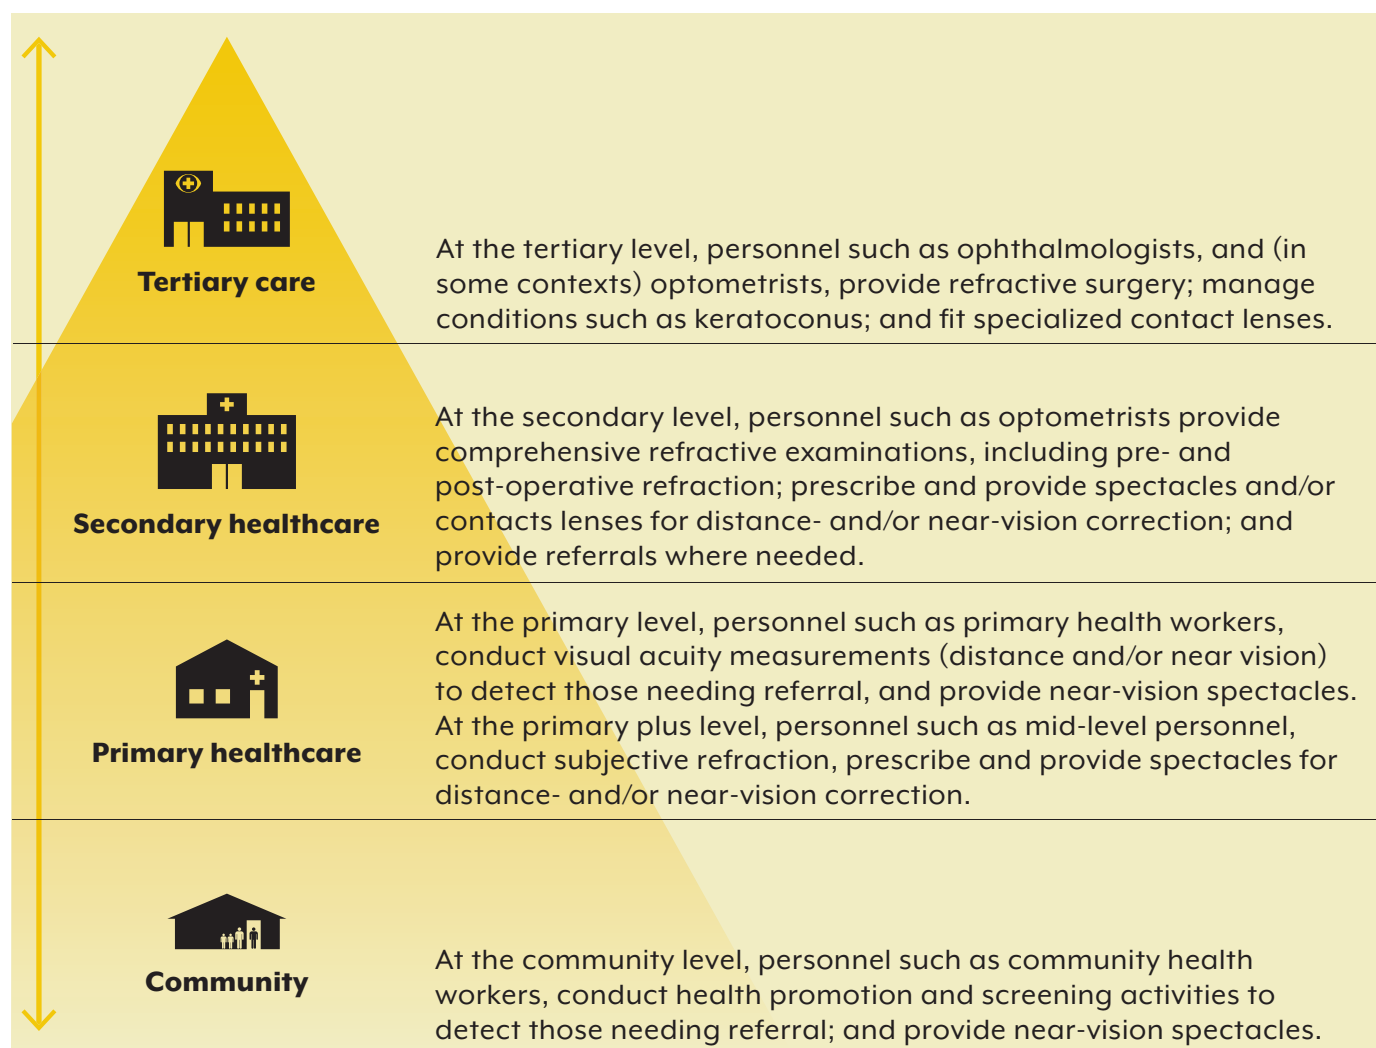 Tertiary care
At the tertiary level, personnel such as ophthalmologists, and (in
some contexts) optometrists, provide refractive surgery; manage
conditions such as keratoconus; and fit specialized contact lenses.
Secondary healthcare
At the secondary level, personnel such as optometrists provide
comprehensive refractive examinations, including pre- and
post-operative refraction; prescribe and provide spectacles and/or
contacts lenses for distance- and/or near-vision correction; and
provide referrals where needed.
Primary healthcare
At the primary level, personnel such as primary health workers,
conduct visual acuity measurements (distance and/or near vision)
to detect those needing referral, and provide near-vision spectacles.
At the primary plus level, personnel such as mid-level personnel,
conduct subjective refraction, prescribe and provide spectacles for
distance- and/or near-vision correction.
Community
At the community level, personnel such as community health
workers, conduct health promotion and screening activities to
detect those needing referral; and provide near-vision spectacles.